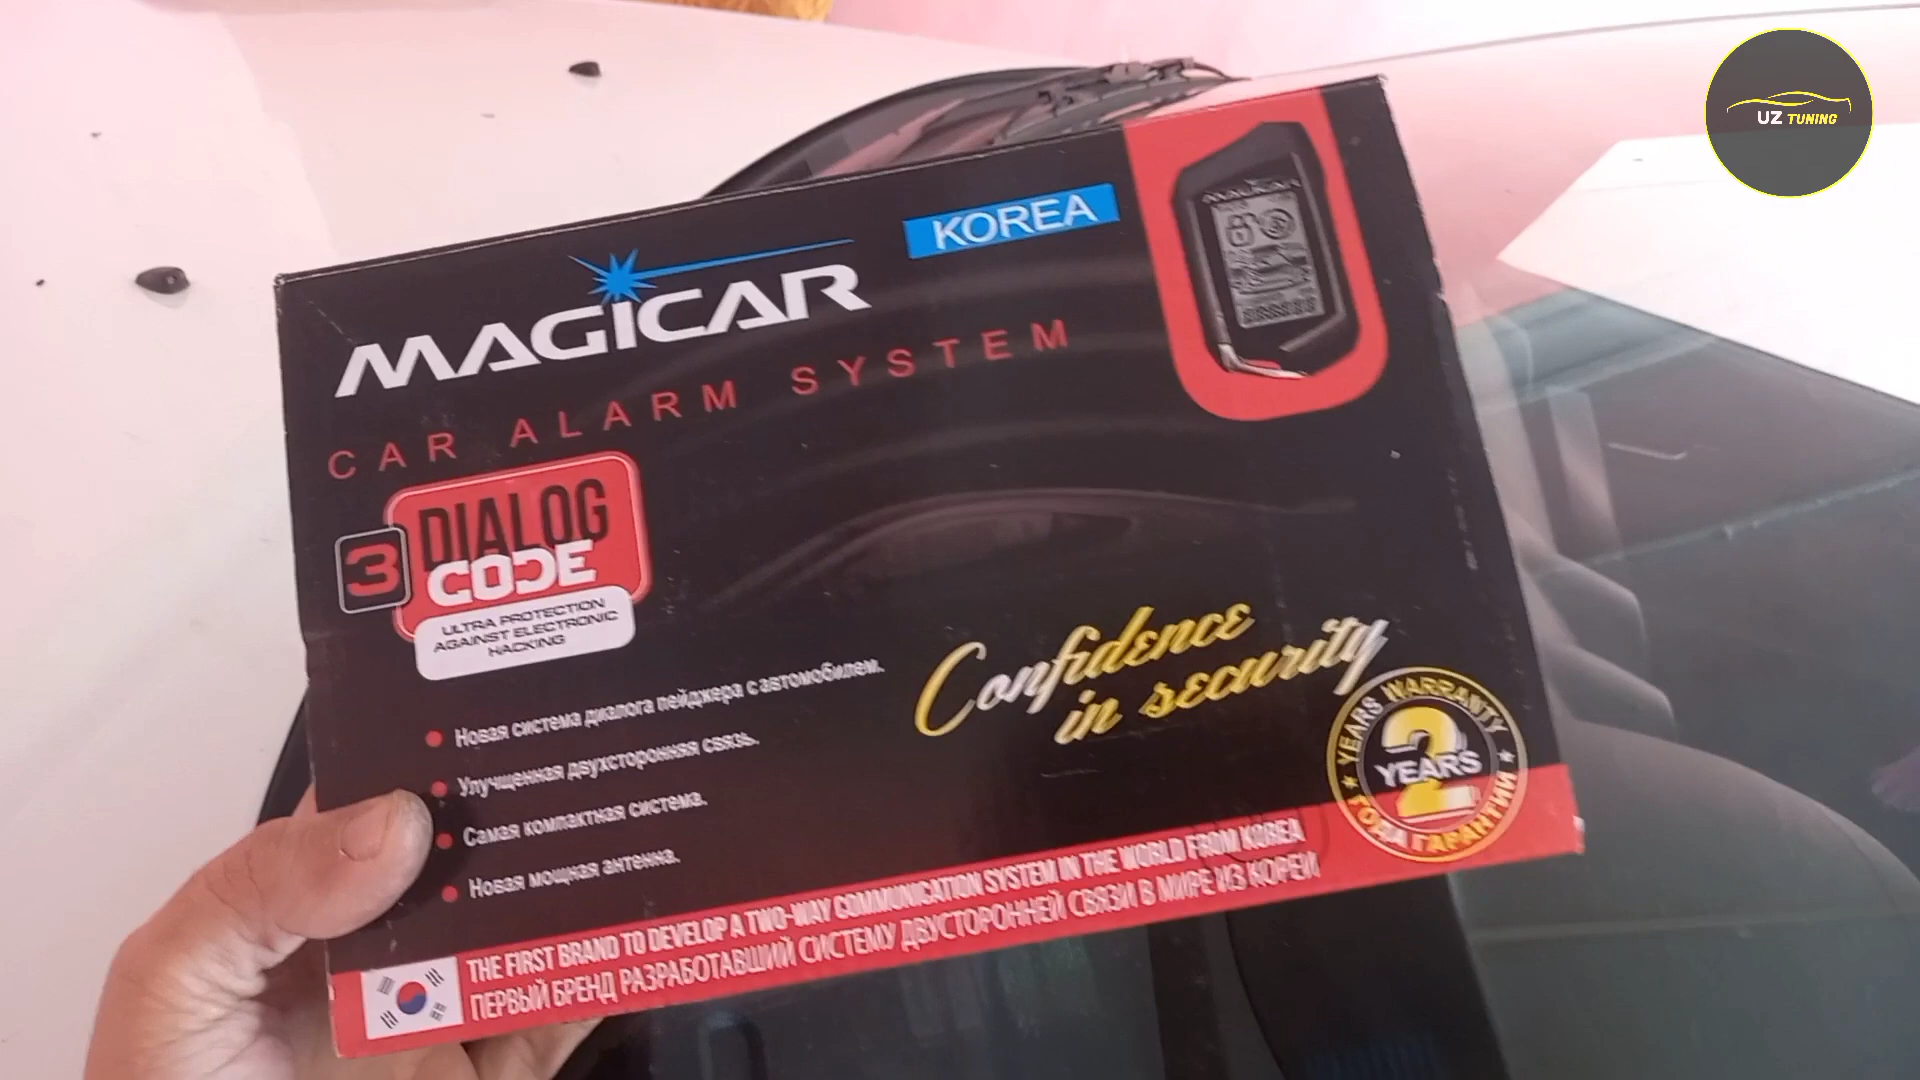 UZ TUNING
KOREA
MAGICAR
CAR ALARM SYSTEM
MAGICAR
3 DIALOG
CODE
ULTRA PROTECTION
AGAINST ELECTRONIC
HACKING
Новая система диалога пейджера с автомобилем.
Улучшенная двухсторонняя связь.
Самая компактная система.
Новая мощная антенна.
Confidence
in security
YEARS WARRANTY
2
YEARS
ГОДА ГАРАНТИИ
THE FIRST BRAND TO DEVELOP A TWO-WAY COMMUNICATION SYSTEM IN THE WORLD FROM KOREA
ПЕРВЫЙ БРЕНД РАЗРАБОТАВШИЙ СИСТЕМУ ДВУСТОРОННЕЙ СВЯЗИ В МИРЕ ИЗ КОРЕИ